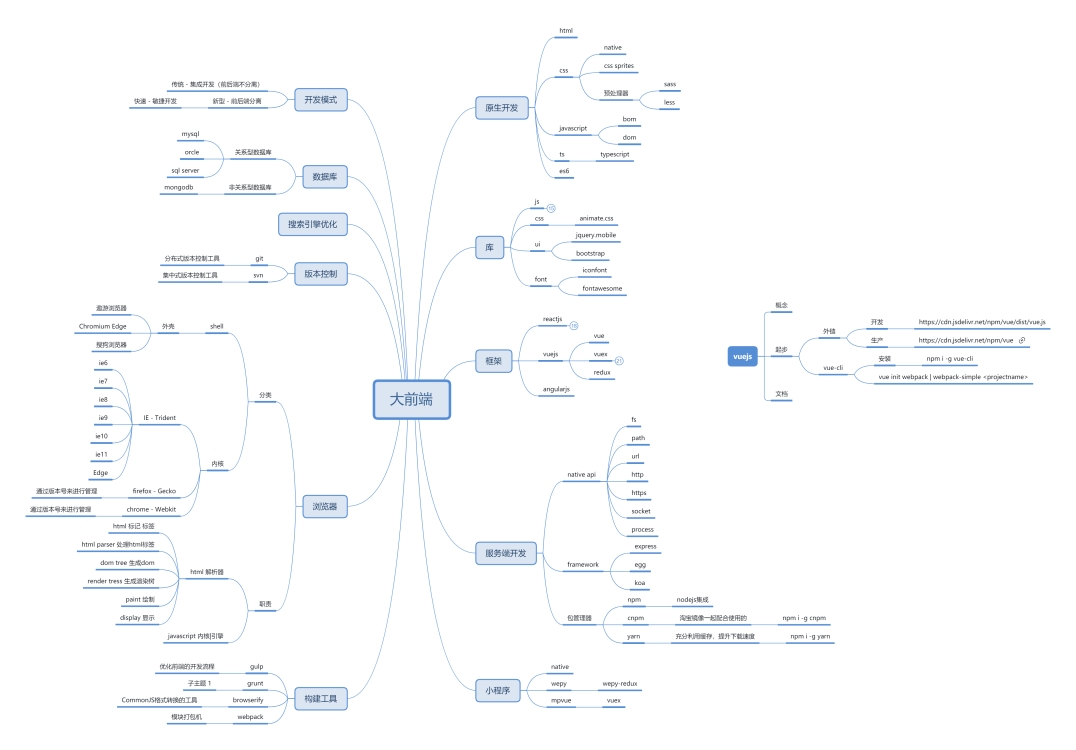 大前端
原生开发
html
css
native
css sprites
预处理器
sass
less
javascript
bom
dom
ts
typescript
es6
库
js
10
css
animate.css
ui
jquery.mobile
bootstrap
font
iconfont
fontawesome
框架
reactjs
18
vuejs
vue
vuex
21
redux
angularjs
服务端开发
native api
fs
path
url
http
https
socket
process
framework
express
egg
koa
包管理器
npm
nodejs集成
cnpm
淘宝镜像一起配合使用的
npm i -g cnpm
yarn
充分利用缓存，提升下载速度
npm i -g yarn
小程序
native
wepy
wepy-redux
mpvue
vuex
开发模式
传统 - 集成开发（前后端不分离）
新型 - 前后端分离
快速 - 敏捷开发
数据库
关系型数据库
mysql
orcle
sql server
非关系型数据库
mongodb
搜索引擎优化
版本控制
git
分布式版本控制工具
svn
集中式版本控制工具
浏览器
分类
shell
外壳
遨游浏览器
Chromium Edge
搜狗浏览器
内核
IE - Trident
ie6
ie7
ie8
ie9
ie10
ie11
Edge
firefox - Gecko
通过版本号来进行管理
chrome - Webkit
通过版本号来进行管理
职责
html 解析器
html 标记 标签
html parser 处理html标签
dom tree 生成dom
render tress 生成渲染树
paint 绘制
display 显示
javascript 内核|引擎
构建工具
gulp
优化前端的开发流程
grunt
子主题 1
browserify
CommonJS格式转换的工具
webpack
模块打包机
vuejs
概念
起步
外链
开发
https://cdn.jsdelivr.net/npm/vue/dist/vue.js
生产
https://cdn.jsdelivr.net/npm/vue
vue-cli
安装
npm i -g vue-cli
vue init webpack | webpack-simple <projectname>
文档